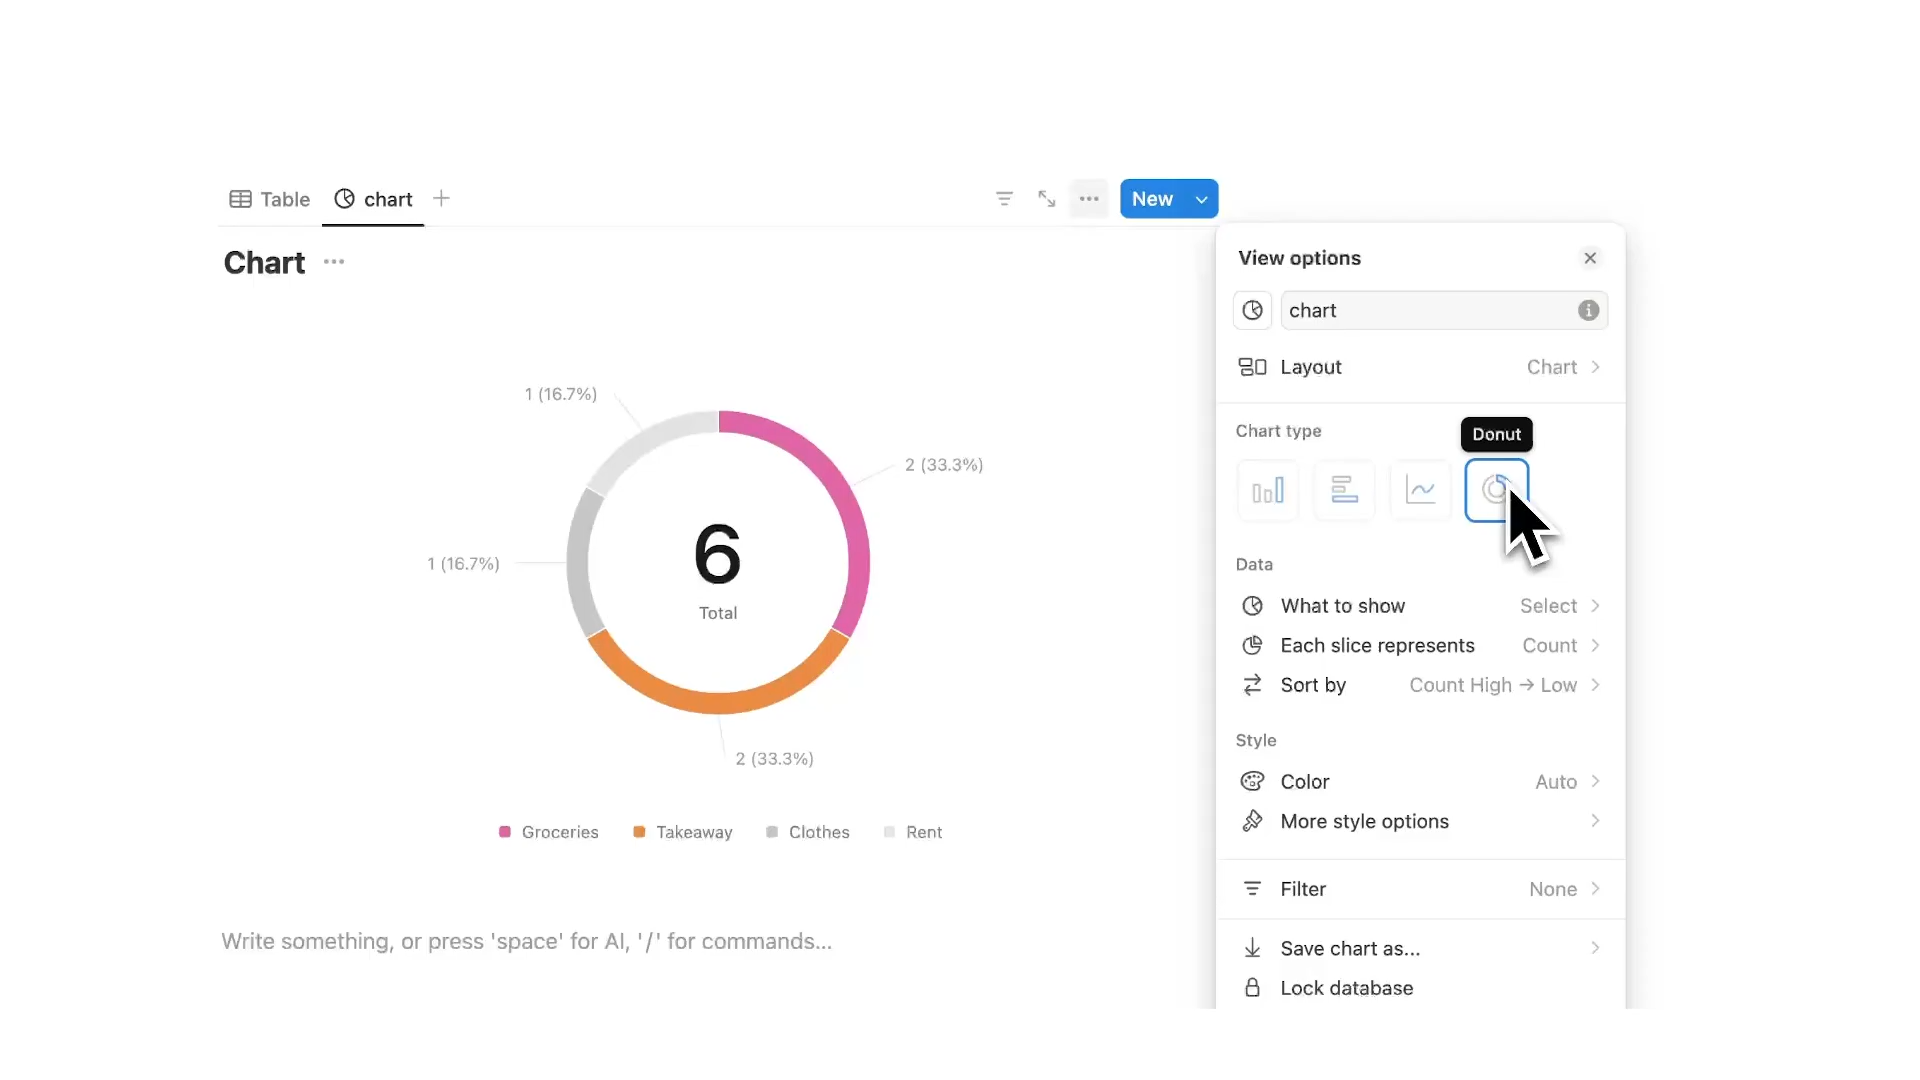 Table
chart
New
Chart
1 (16.7%)
2 (33.3%)
1 (16.7%)
6
Total
2 (33.3%)
Groceries
Takeaway
Clothes
Rent
Write something, or press 'space' for AI, '/' for commands...
View options
chart
Layout
Chart
Chart type
Donut
Data
What to show
Select
Each slice represents
Count
Sort by
Count High → Low
Style
Color
Auto
More style options
Filter
None
Save chart as...
Lock database